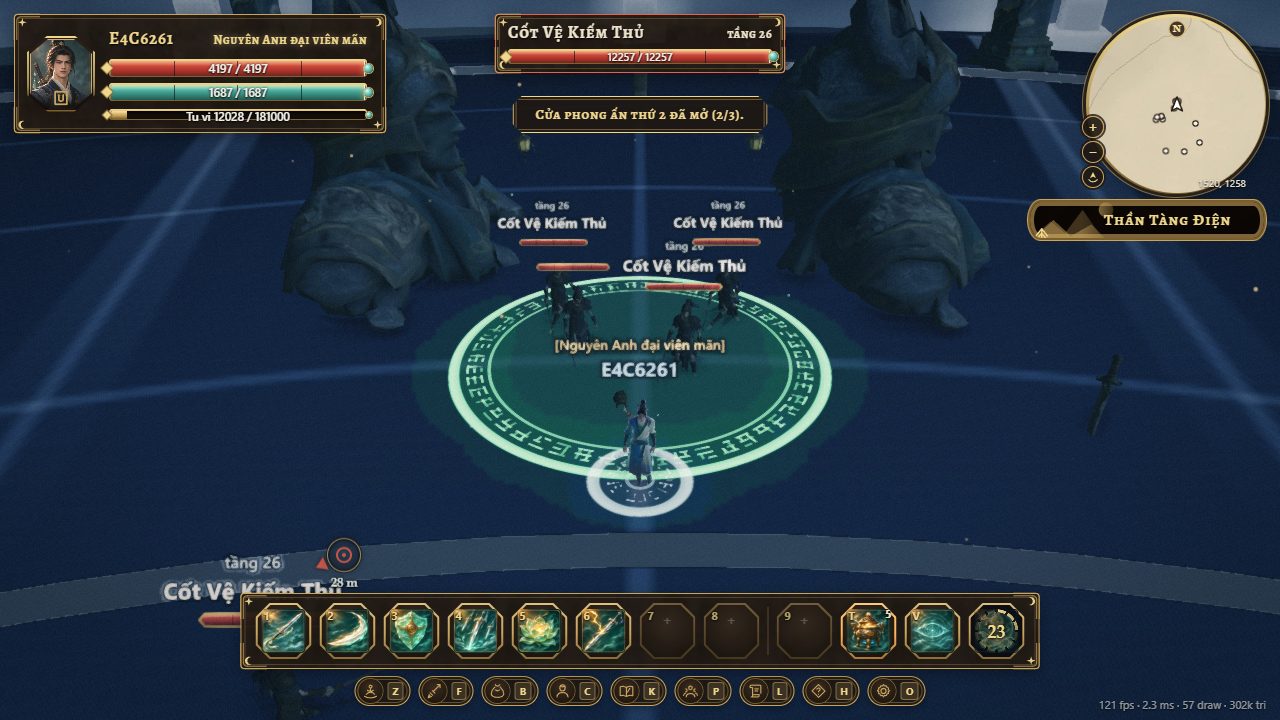 E4C6261
Nguyên Anh đại viên mãn
4197 / 4197
1687 / 1687
Tu vi 12028 / 181000
U
Cốt Vệ Kiếm Thủ
tầng 26
12257 / 12257
Cửa phong ấn thứ 2 đã mở (2/3).
N
+
−
1520, 1258
Thần Tàng Điện
tầng 26
Cốt Vệ Kiếm Thủ
tầng 26
Cốt Vệ Kiếm Thủ
tầng 26
Cốt Vệ Kiếm Thủ
[Nguyên Anh đại viên mãn]
E4C6261
tầng 26
Cốt Vệ Kiếm Thủ
28 m
1 2 3 4 5 6 7 8 9 T 5 V 23
Z F B C K P L H O
121 fps · 2.3 ms · 57 draw · 302k tri